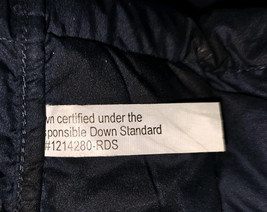 wn certified under the
sponsible Down Standard
#1214280-RDS